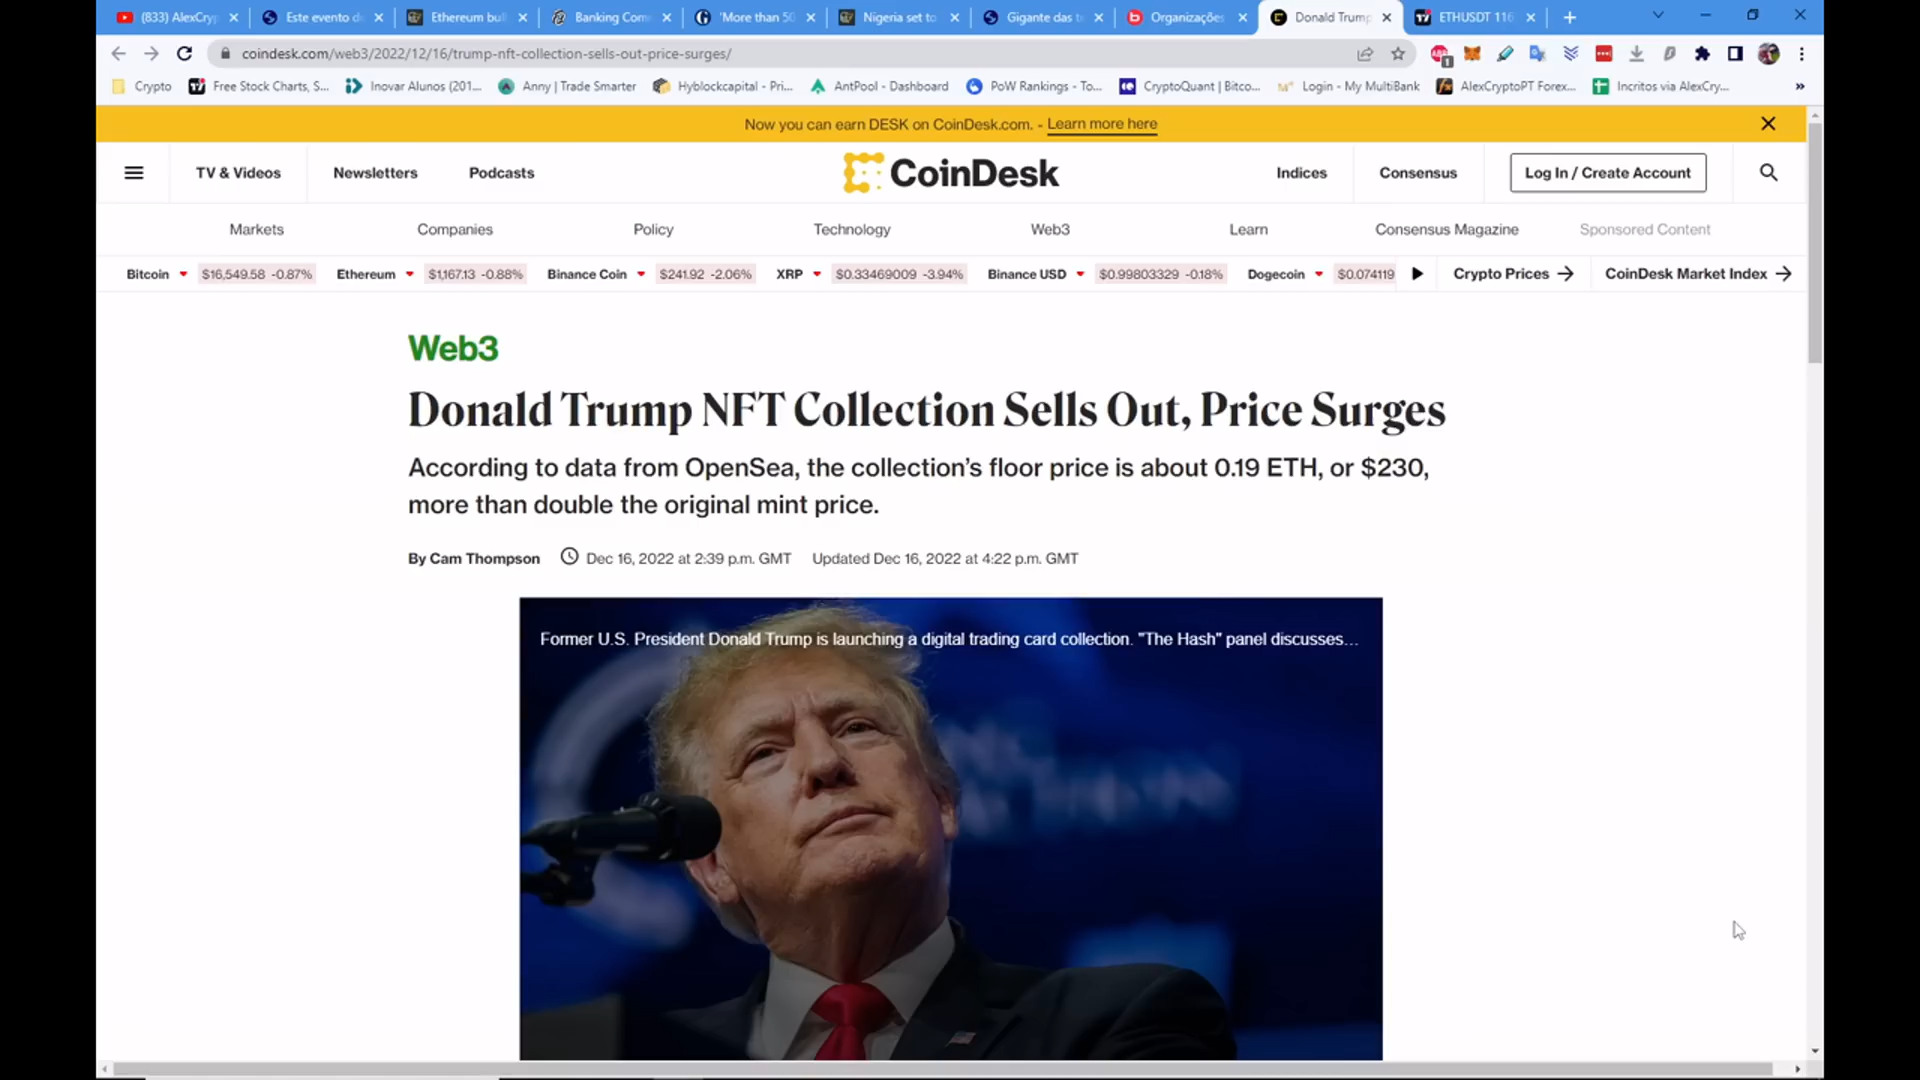 (833) AlexCryp
Este evento d
Ethereum bul
Banking Com
'More than 50
Nigeria set to
Gigante das t
Organizações
Donald Trump
ETHUSDT 116
coindesk.com/web3/2022/12/16/trump-nft-collection-sells-out-price-surges/
Crypto
Free Stock Charts, S...
Inovar Alunos (201...
Anny | Trade Smarter
Hyblockcapital - Pri...
AntPool - Dashboard
PoW Rankings - To...
CryptoQuant | Bitco...
Login - My MultiBank
AlexCryptoPT Forex...
Incritos via AlexCry...
Now you can earn DESK on CoinDesk.com. - Learn more here
TV & Videos
Newsletters
Podcasts
CoinDesk
Indices
Consensus
Log In / Create Account
Markets
Companies
Policy
Technology
Web3
Learn
Consensus Magazine
Sponsored Content
Bitcoin $16,549.58 -0.87%
Ethereum $1,167.13 -0.88%
Binance Coin $241.92 -2.06%
XRP $0.33469009 -3.94%
Binance USD $0.99803329 -0.18%
Dogecoin $0.074119
Crypto Prices
CoinDesk Market Index
Web3
Donald Trump NFT Collection Sells Out, Price Surges
According to data from OpenSea, the collection's floor price is about 0.19 ETH, or $230,
more than double the original mint price.
By Cam Thompson
Dec 16, 2022 at 2:39 p.m. GMT
Updated Dec 16, 2022 at 4:22 p.m. GMT
Former U.S. President Donald Trump is launching a digital trading card collection. "The Hash" panel discusses...